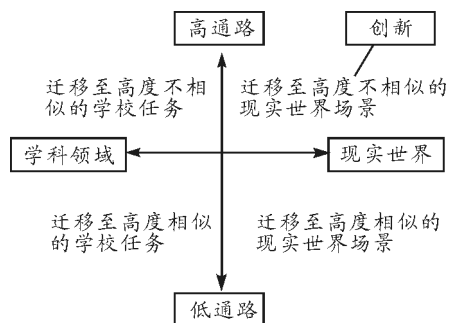 高通路
创新
迁移至高度不相
似的学校任务
迁移至高度不相似的
现实世界场景
学科领域
现实世界
迁移至高度相似
的学校任务
迁移至高度相似的
现实世界场景
低通路